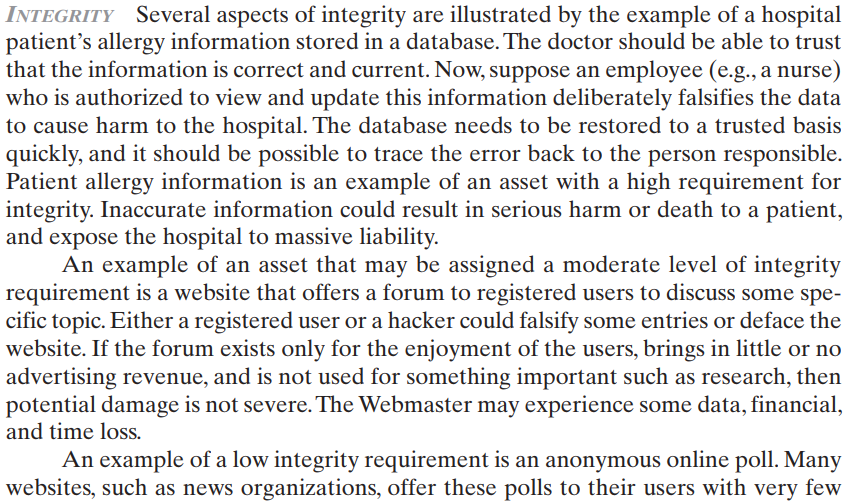 INTEGRITY Several aspects of integrity are illustrated by the example of a hospital
patient's allergy information stored in a database. The doctor should be able to trust
that the information is correct and current. Now, suppose an employee (e.g., a nurse)
who is authorized to view and update this information deliberately falsifies the data
to cause harm to the hospital. The database needs to be restored to a trusted basis
quickly, and it should be possible to trace the error back to the person responsible.
Patient allergy information is an example of an asset with a high requirement for
integrity. Inaccurate information could result in serious harm or death to a patient,
and expose the hospital to massive liability.
An example of an asset that may be assigned a moderate level of integrity
requirement is a website that offers a forum to registered users to discuss some spe-
cific topic. Either a registered user or a hacker could falsify some entries or deface the
website. If the forum exists only for the enjoyment of the users, brings in little or no
advertising revenue, and is not used for something important such as research, then
potential damage is not severe. The Webmaster may experience some data, financial,
and time loss.
An example of a low integrity requirement is an anonymous online poll. Many
websites, such as news organizations, offer these polls to their users with very few